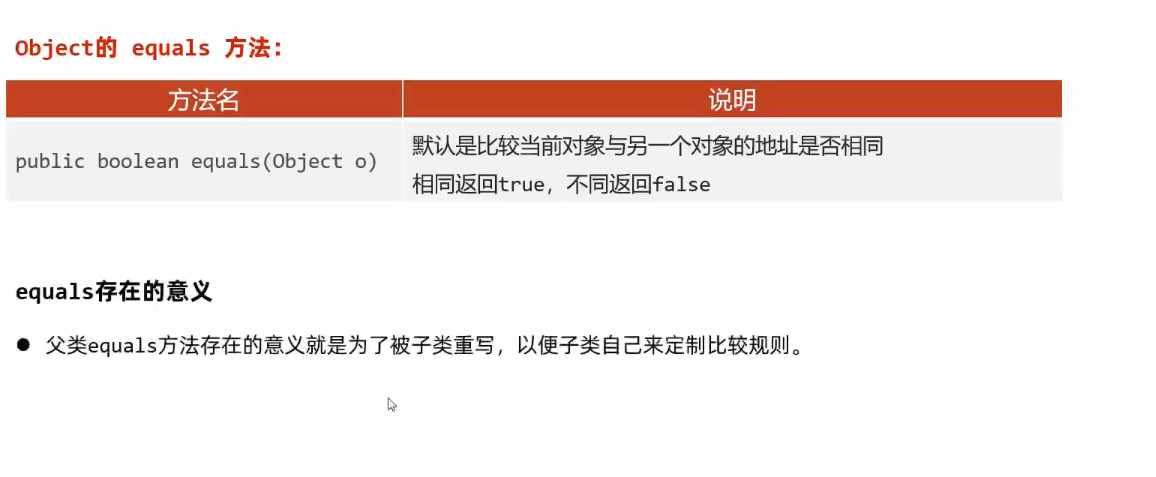 Object的 equals 方法：
方法名 说明
public boolean equals(Object o)
默认是比较当前对象与另一个对象的地址是否相同
相同返回true，不同返回false
equals存在的意义
● 父类equals方法存在的意义就是为了被子类重写，以便子类自己来定制比较规则。